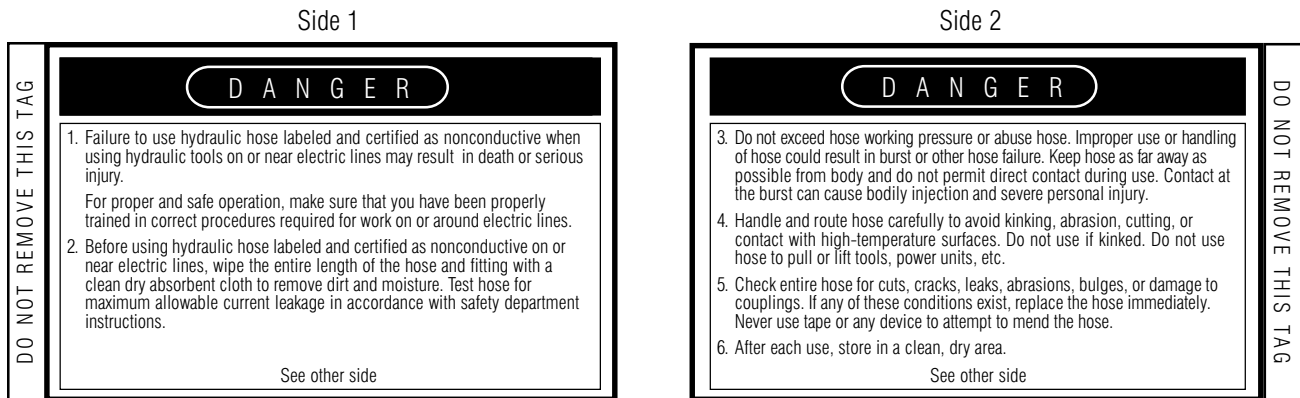 Side 1
DO NOT REMOVE THIS TAG
D A N G E R
1. Failure to use hydraulic hose labeled and certified as nonconductive when
using hydraulic tools on or near electric lines may result in death or serious
injury.
For proper and safe operation, make sure that you have been properly
trained in correct procedures required for work on or around electric lines.
2. Before using hydraulic hose labeled and certified as nonconductive on or
near electric lines, wipe the entire length of the hose and fitting with a
clean dry absorbent cloth to remove dirt and moisture. Test hose for
maximum allowable current leakage in accordance with safety department
instructions.
See other side
Side 2
D A N G E R
3. Do not exceed hose working pressure or abuse hose. Improper use or handling
of hose could result in burst or other hose failure. Keep hose as far away as
possible from body and do not permit direct contact during use. Contact at
the burst can cause bodily injection and severe personal injury.
4. Handle and route hose carefully to avoid kinking, abrasion, cutting, or
contact with high-temperature surfaces. Do not use if kinked. Do not use
hose to pull or lift tools, power units, etc.
5. Check entire hose for cuts, cracks, leaks, abrasions, bulges, or damage to
couplings. If any of these conditions exist, replace the hose immediately.
Never use tape or any device to attempt to mend the hose.
6. After each use, store in a clean, dry area.
See other side
DO NOT REMOVE THIS TAG